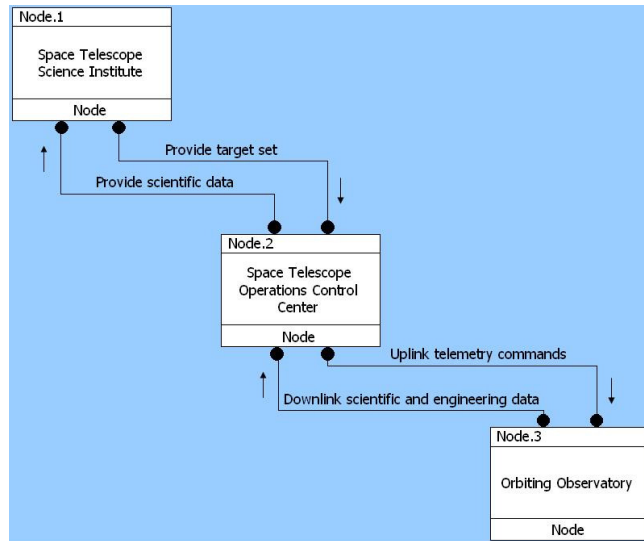 Node.1
Space Telescope
Science Institute
Node
Provide target set
Provide scientific data
Node.2
Space Telescope
Operations Control
Center
Node
Uplink telemetry commands
Downlink scientific and engineering data
Node.3
Orbiting Observatory
Node